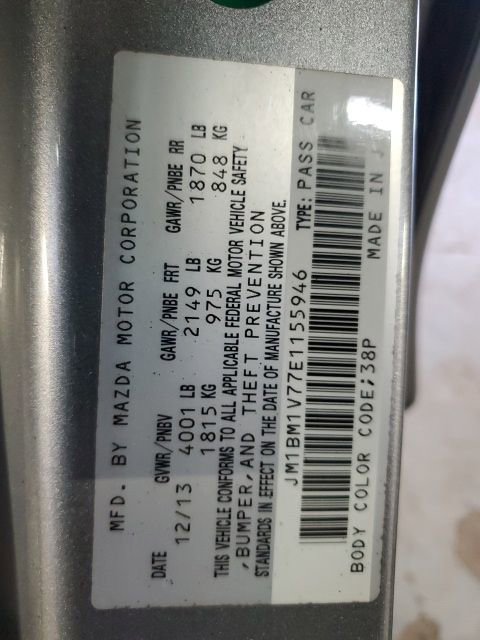 MFD. BY MAZDA MOTOR CORPORATION
DATE GVWR/PNBV GAWR/PNBE FRT GAWR/PNBE RR
12/13 4001 LB 2149 LB 1870 LB
1815 KG 975 KG 848 KG
THIS VEHICLE CONFORMS TO ALL APPLICABLE FEDERAL MOTOR VEHICLE SAFETY
,BUMPER,AND THEFT PREVENTION
STANDARDS IN EFFECT ON THE DATE OF MANUFACTURE SHOWN ABOVE.
JM1BM1V77E1155946 TYPE: PASS CAR
BODY COLOR CODE;38P MADE IN J